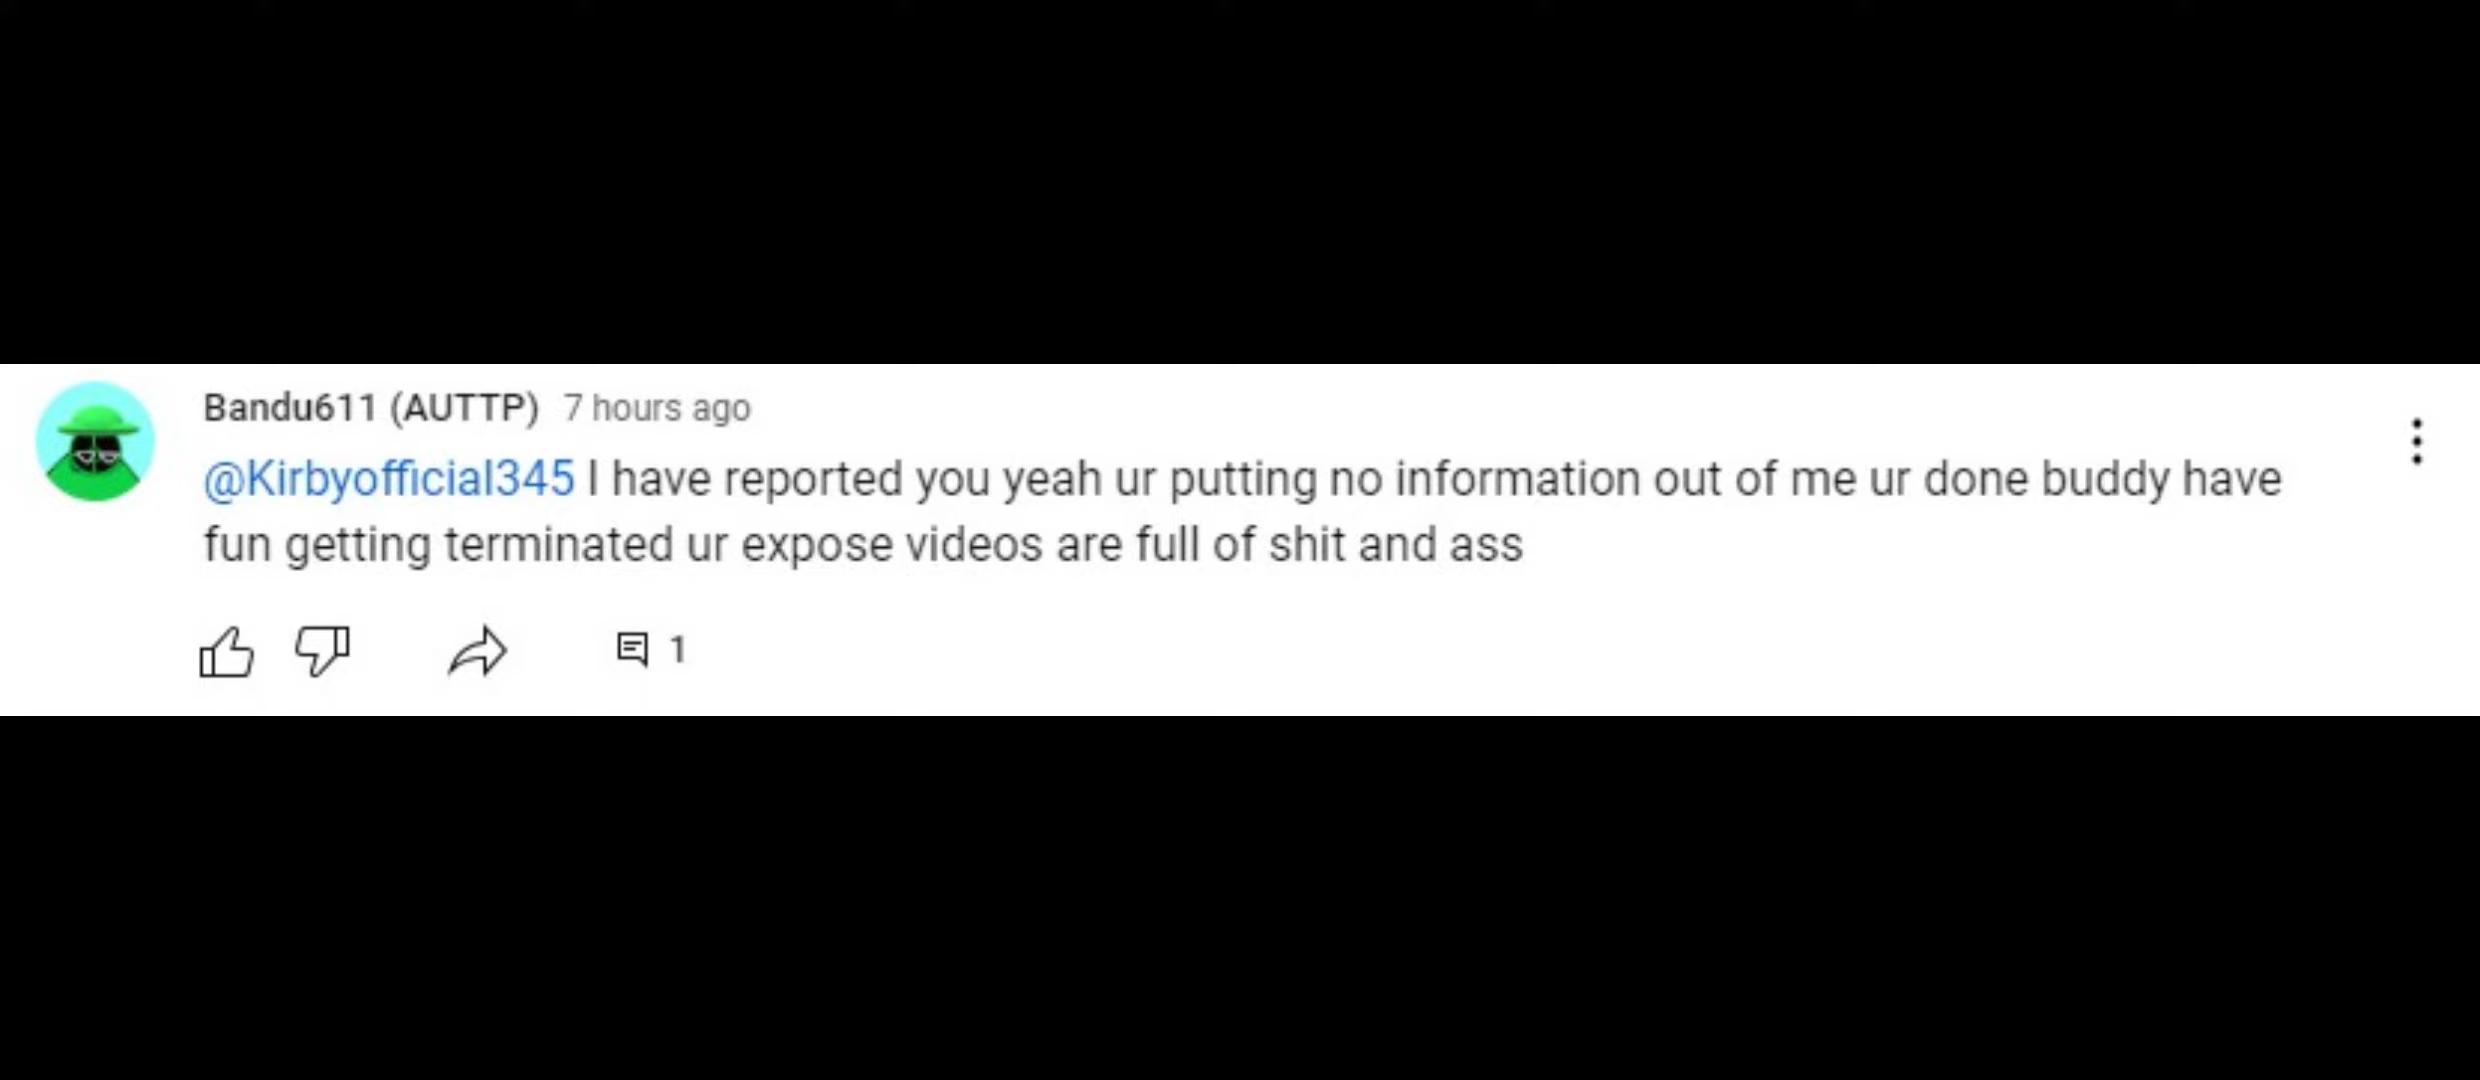 Bandu611 (AUTTP) 7 hours ago
@Kirbyofficial345 I have reported you yeah ur putting no information out of me ur done buddy have
fun getting terminated ur expose videos are full of shit and ass
1